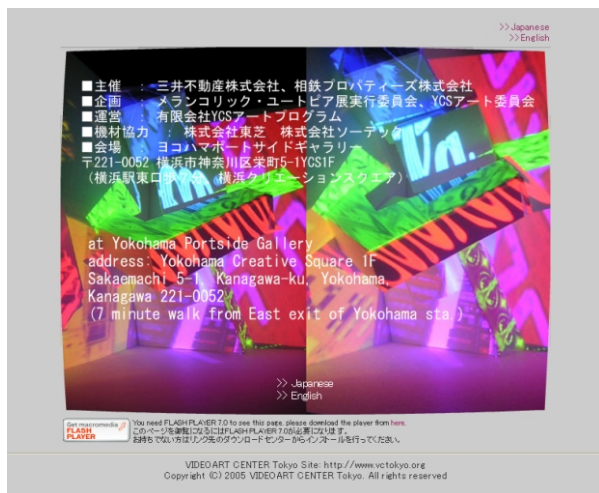 >> Japanese
>> English
■主催　：　三井不動産株式会社、相鉄プロパティーズ株式会社
■企画　：　メランコリック・ユートピア展実行委員会、YCSアート委員会
■運営　：　有限会社YCSアートプログラム
■機材協力　：　株式会社東芝　株式会社ソーテック
■会場　：　ヨコハマポートサイドギャラリー
〒221-0052 横浜市神奈川区栄町5-1YCS1F
（横浜駅東口歩7分、横浜クリエーションスクエア）
at Yokohama Portside Gallery
address: Yokohama Creative Square 1F
Sakaemachi 5-1, Kanagawa-ku, Yokohama,
Kanagawa 221-0052
(7 minute walk from East exit of Yokohama sta.)
>> Japanese
>> English
Get macromedia
FLASH
PLAYER
You need FLASH PLAYER 7.0 to see this page. please download the player from here.
このページを御覧になるにはFLASH PLAYER 7.0が必要になります。
お持ちでない方はリンク先のダウンロードセンターからインストールを行ってください。
VIDEOART CENTER Tokyo Site: http://www.vctokyo.org
Copyright (C) 2005 VIDEOART CENTER Tokyo. All rights reserved